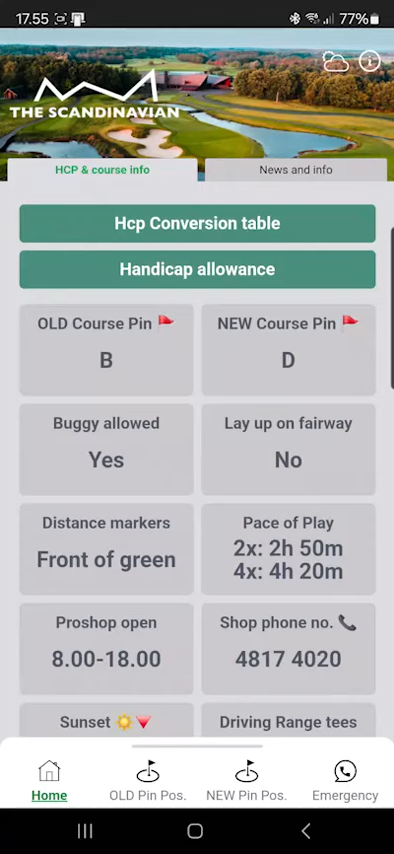 17.55
77%
THE SCANDINAVIAN
HCP & course info
News and info
Hcp Conversion table
Handicap allowance
OLD Course Pin 🚩
B
NEW Course Pin 🚩
D
Buggy allowed
Yes
Lay up on fairway
No
Distance markers
Front of green
Pace of Play
2x: 2h 50m
4x: 4h 20m
Proshop open
8.00-18.00
Shop phone no. 📞
4817 4020
Sunset ☀️🔻
Driving Range tees
Home
OLD Pin Pos.
NEW Pin Pos.
Emergency